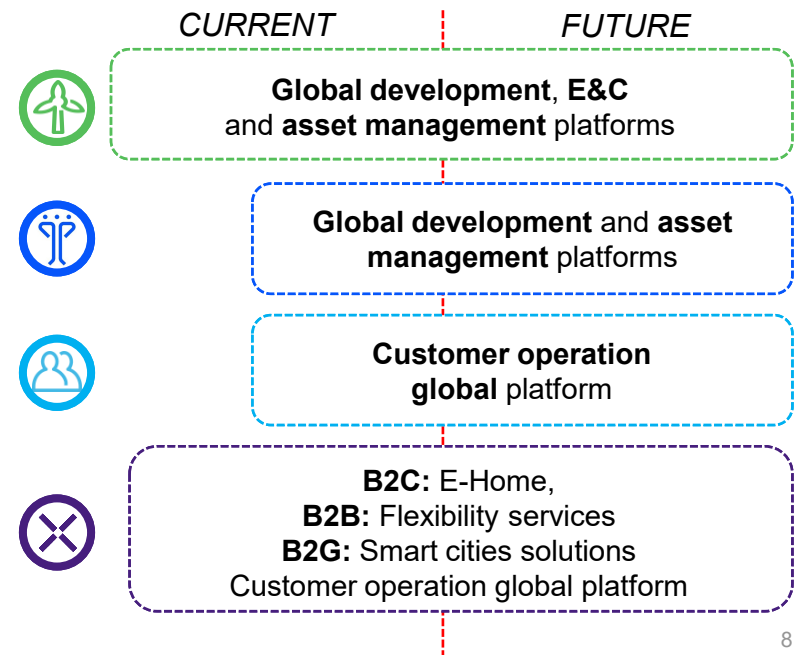 CURRENT
FUTURE
Global development, E&C
and asset management platforms
Global development and asset
management platforms
Customer operation
global platform
B2C: E-Home,
B2B: Flexibility services
B2G: Smart cities solutions
Customer operation global platform
8